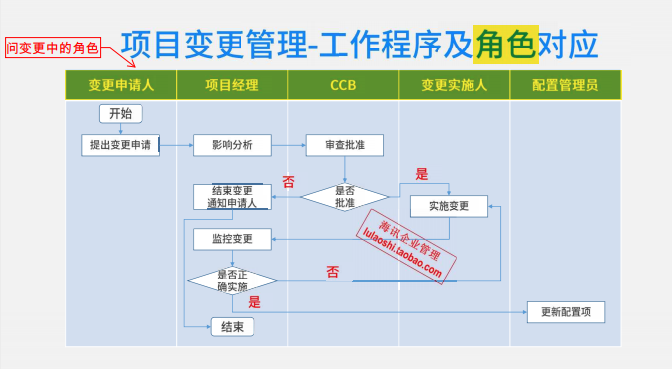 项目变更管理-工作程序及角色对应
问变更中的角色
变更申请人
项目经理
CCB
变更实施人
配置管理员
开始
提出变更申请
影响分析
审查批准
否
是
结束变更
通知申请人
是否
批准
实施变更
海讯企业管理
lulaoshi.taobao.com
监控变更
是否正
确实施
否
是
更新配置项
结束